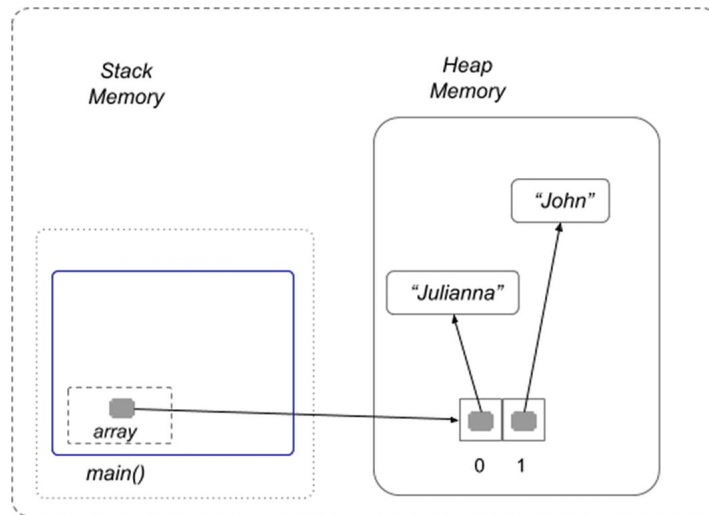 Stack
Memory
Heap
Memory
“John”
“Julianna”
array
main()
0 1